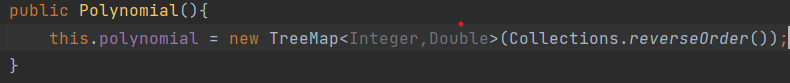 public Polynomial(){
this.polynomial = new TreeMap<Integer,Double>(Collections.reverseOrder());
}